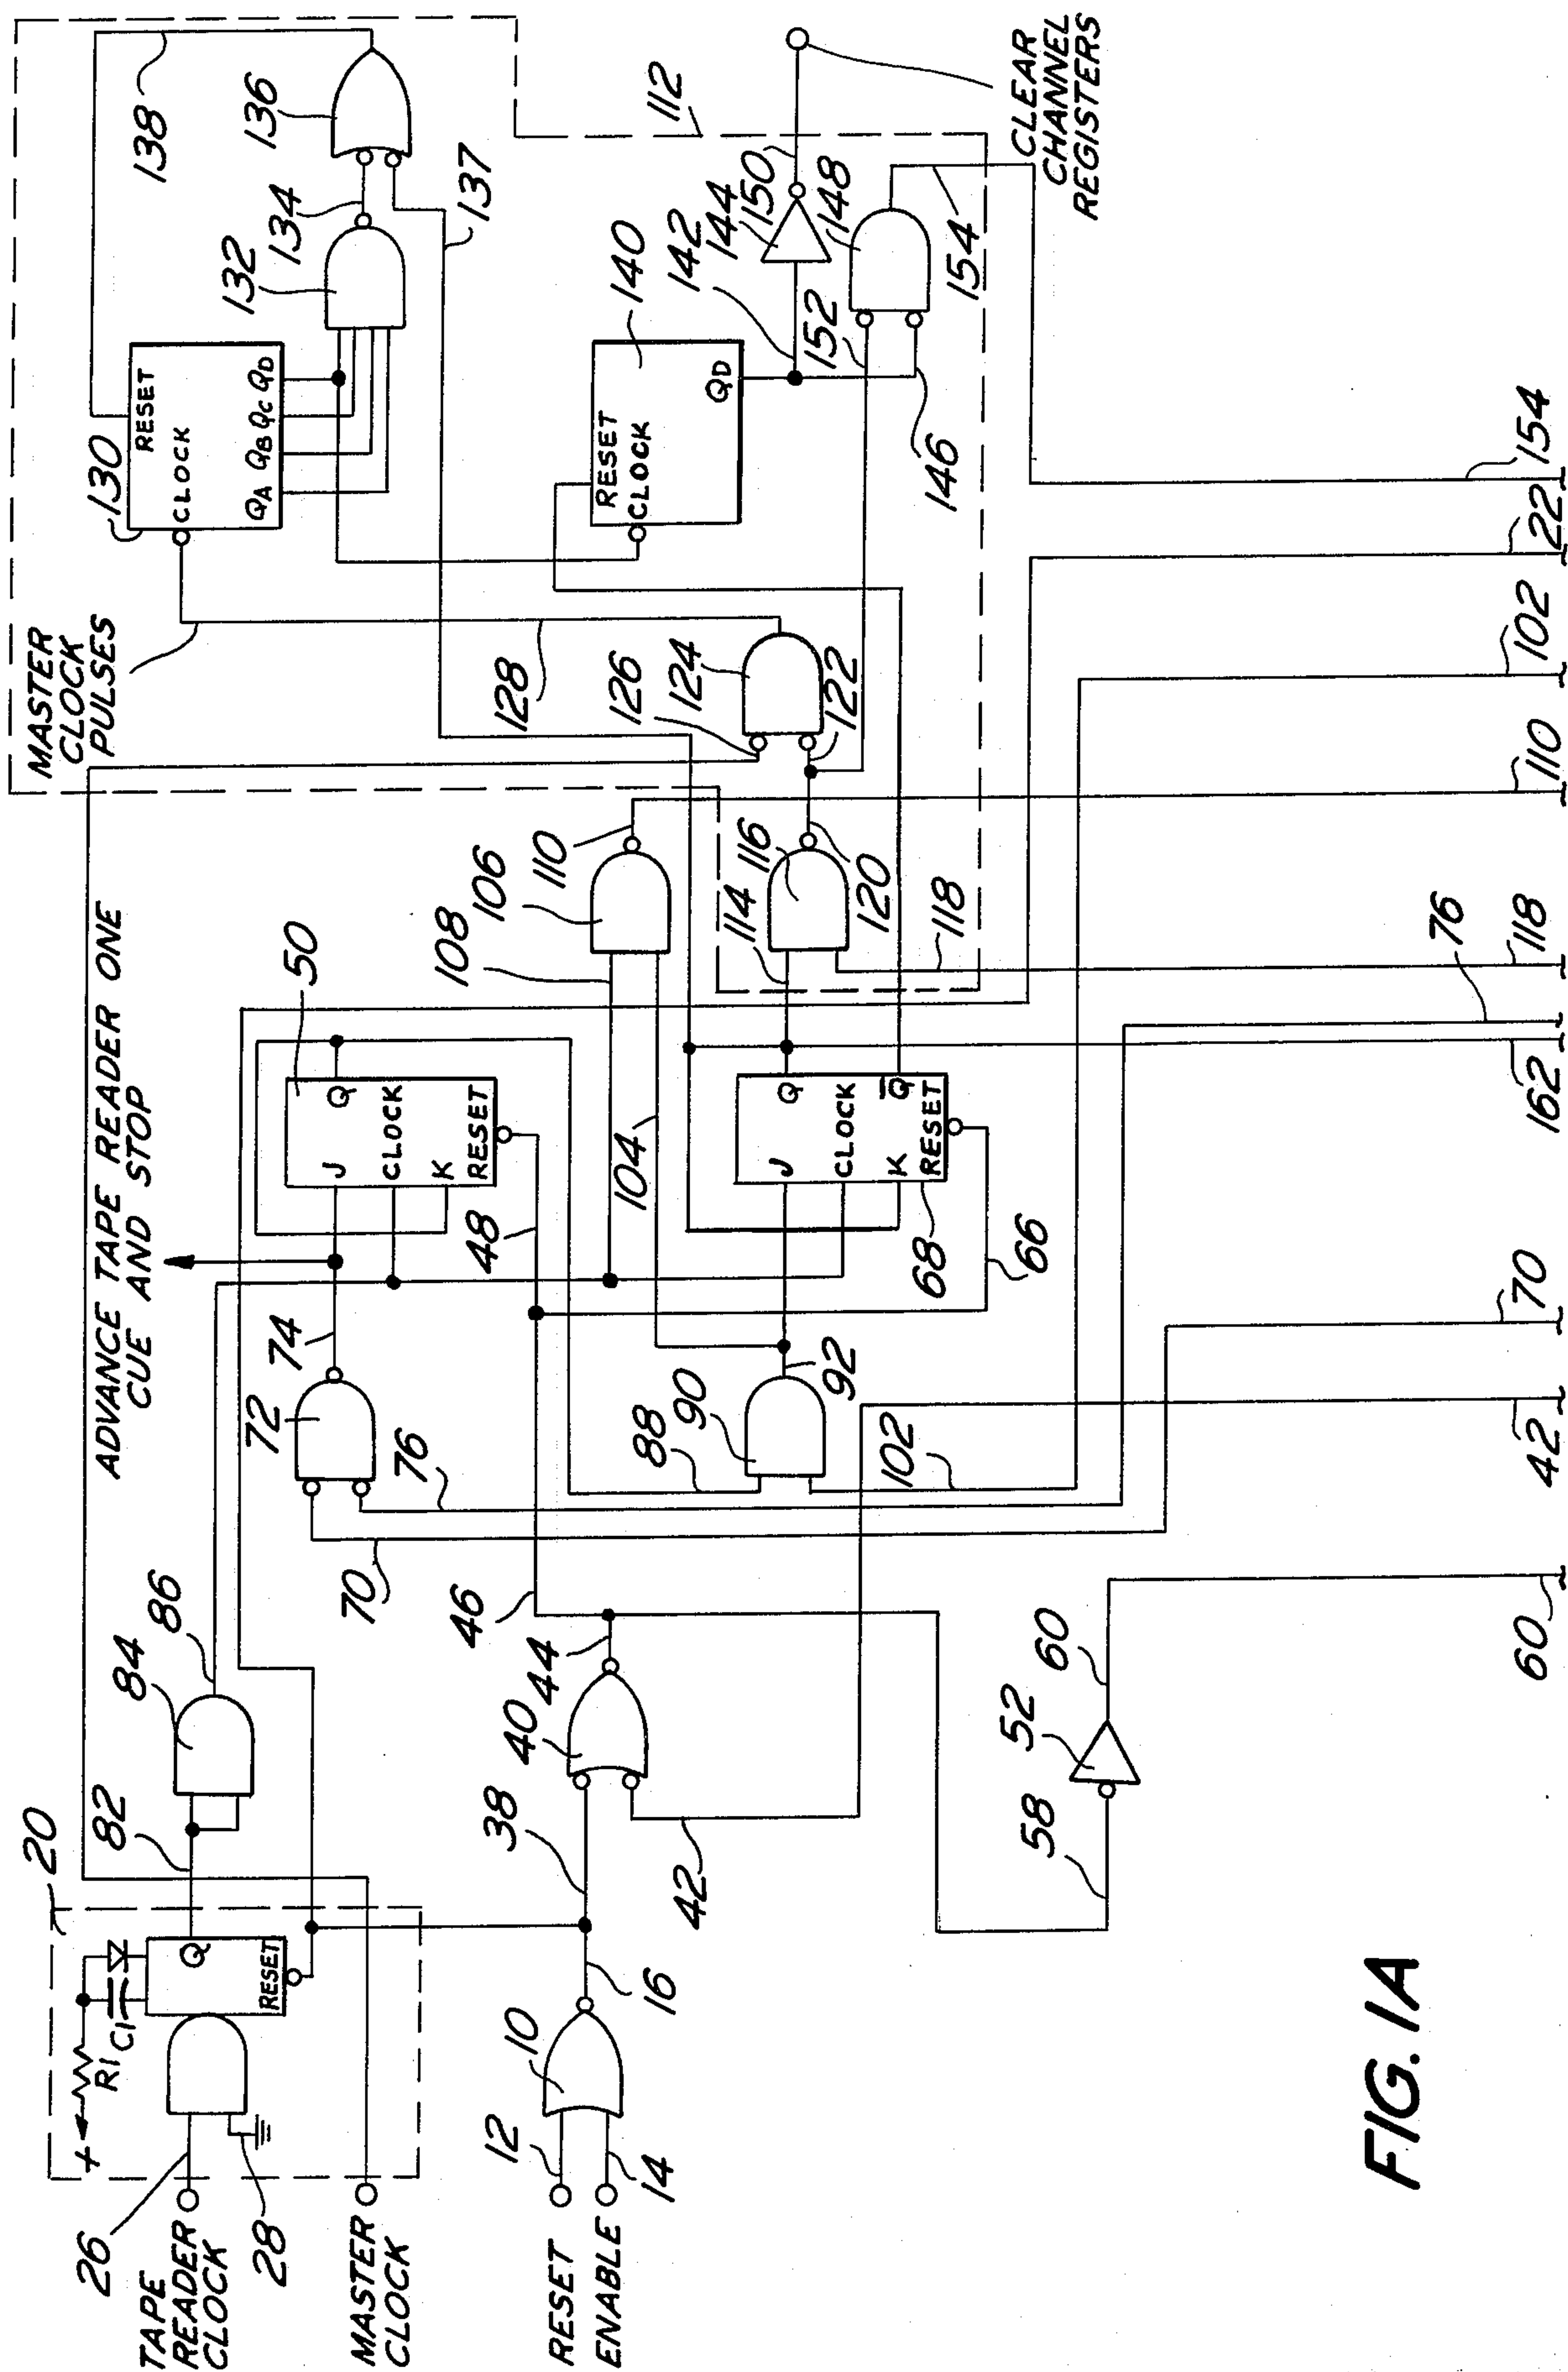 TAPE
READER
CLOCK
26
28
20
+
R1
C1
Q
RESET
82
84
86
MASTER
CLOCK
RESET
ENABLE
12
14
10
16
38
40
42
44
46
48
58
52
60
60
ADVANCE TAPE READER ONE
CUE AND STOP
70
72
74
76
50
J
Q
CLOCK
K
RESET
88
90
92
102
104
108
106
110
J
Q
CLOCK
K
Q̅
RESET
68
66
114
116
118
120
122
124
126
128
MASTER
CLOCK
PULSES
130
RESET
CLOCK
QA QB QC QD
132
134
136
137
138
140
RESET
CLOCK
QD
142
144
150
148
152
146
154
112
CLEAR
CHANNEL
REGISTERS
42
70
162
76
118
110
102
22
154
FIG. 1A